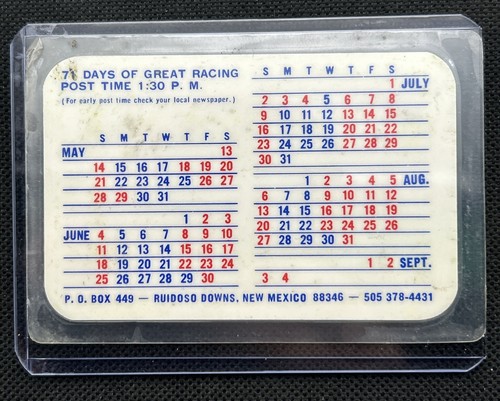 71 DAYS OF GREAT RACING
POST TIME 1:30 P. M.
(For early post time check your local newspaper.)
S M T W T F S
MAY 13
14 15 16 17 18 19 20
21 22 23 24 25 26 27
28 29 30 31
1 2 3
JUNE 4 5 6 7 8 9 10
11 12 13 14 15 16 17
18 19 20 21 22 23 24
25 26 27 28 29 30
S M T W T F S
1 JULY
2 3 4 5 6 7 8
9 10 11 12 13 14 15
16 17 18 19 20 21 22
23 24 25 26 27 28 29
30 31
1 2 3 4 5 AUG.
6 7 8 9 10 11 12
13 14 15 16 17 18 19
20 21 22 23 24 25 26
27 28 29 30 31
1 2 SEPT.
3 4
P. O. BOX 449 — RUIDOSO DOWNS, NEW MEXICO 88346 — 505 378-4431